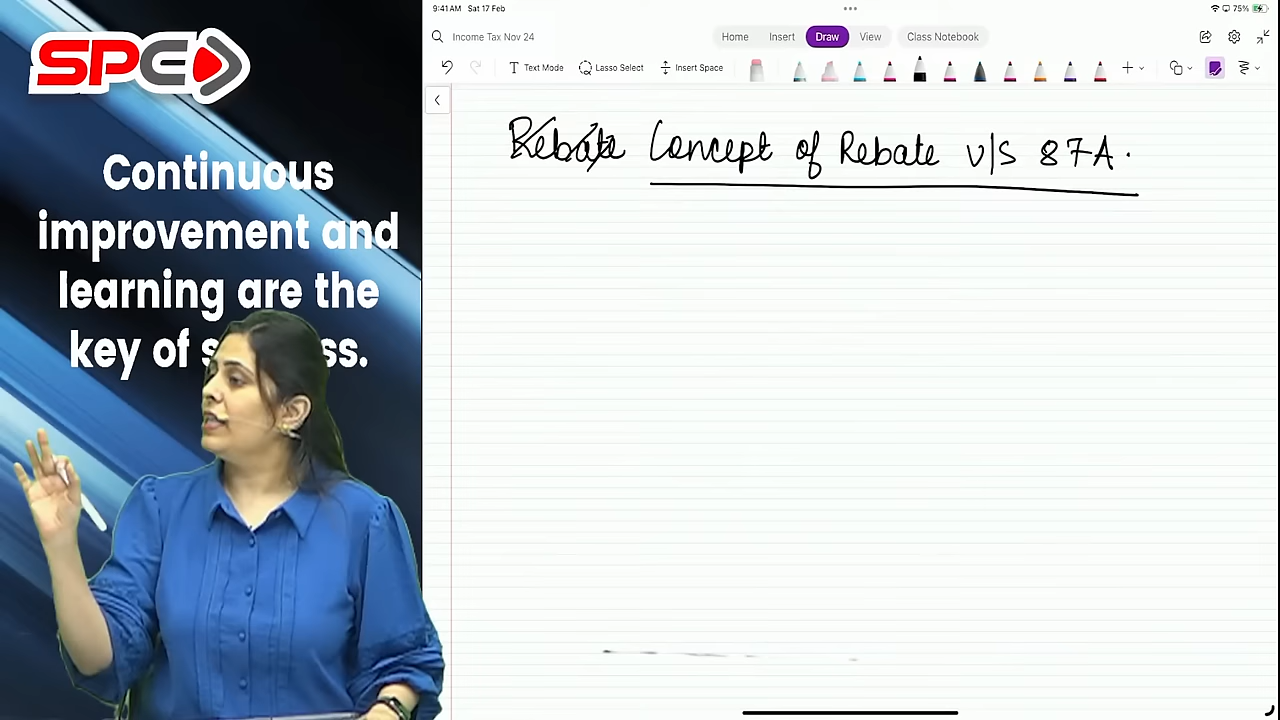 9:41 AM Sat 17 Feb
75%
SPE
Income Tax Nov 24
Home Insert Draw View Class Notebook
Text Mode Lasso Select Insert Space
Rebate Concept of Rebate v/s 87A.
Continuous
improvement and
learning are the
key of s ss.